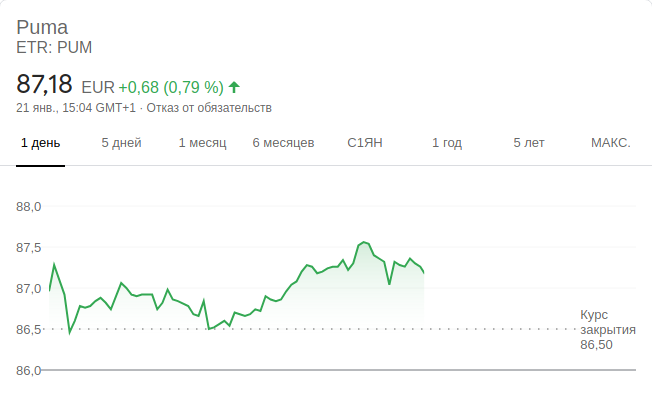 Puma
ETR: PUM
87,18 EUR +0,68 (0,79 %)
21 янв., 15:04 GMT+1 · Отказ от обязательств
1 день 5 дней 1 месяц 6 месяцев С1ЯН 1 год 5 лет МАКС.
88,0
87,5
87,0
86,5
86,0
Курс
закрытия
86,50